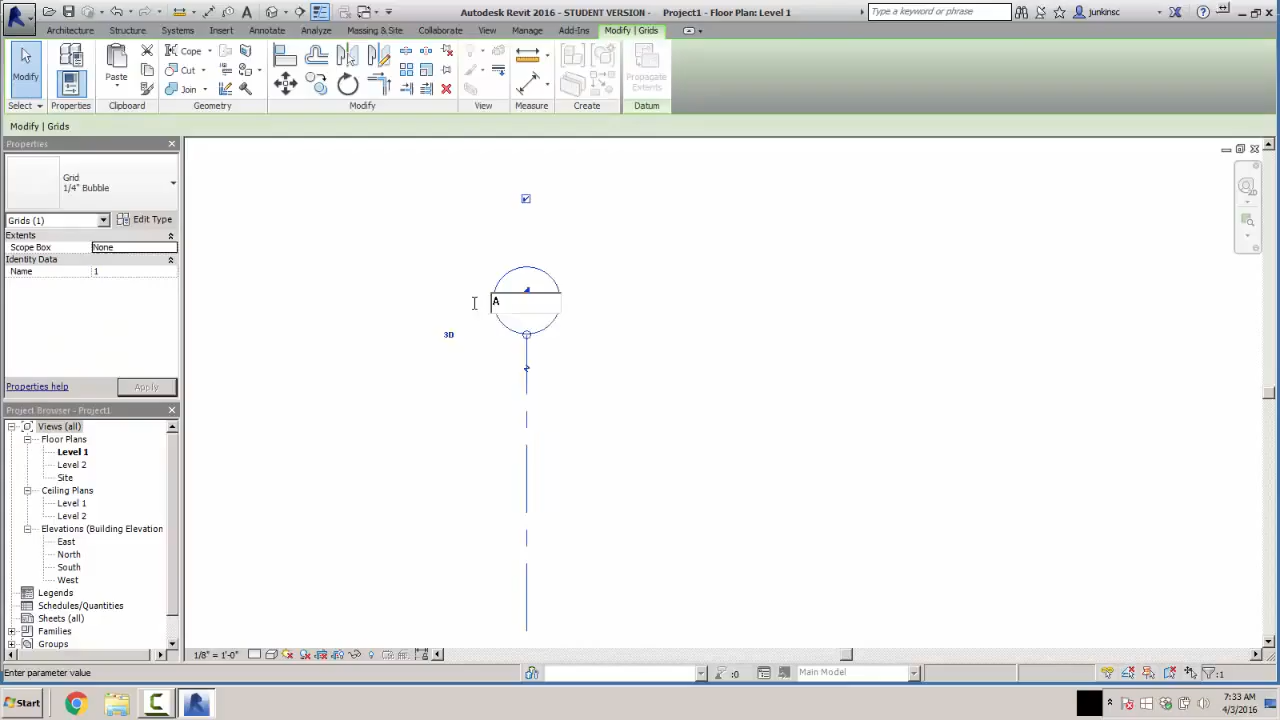 Autodesk Revit 2016 - STUDENT VERSION - Project1 - Floor Plan: Level 1
Type a keyword or phrase
junkinsc
Architecture Structure Systems Insert Annotate Analyze Massing & Site Collaborate View Manage Add-Ins Modify | Grids
Modify Paste Cope Cut Join Propagate Extents
Select Properties Clipboard Geometry Modify View Measure Create Datum
Modify | Grids
Properties
Grid
1/4" Bubble
Grids (1) Edit Type
Extents
Scope Box None
Identity Data
Name 1
Properties help Apply
A
3D
2D
Project Browser - Project1
Views (all)
Floor Plans
Level 1
Level 2
Site
Ceiling Plans
Level 1
Level 2
Elevations (Building Elevation
East
North
South
West
Legends
Schedules/Quantities
Sheets (all)
Families
Groups
1/8" = 1'-0"
Enter parameter value
:0
Main Model
:1
Start
7:33 AM
4/3/2016